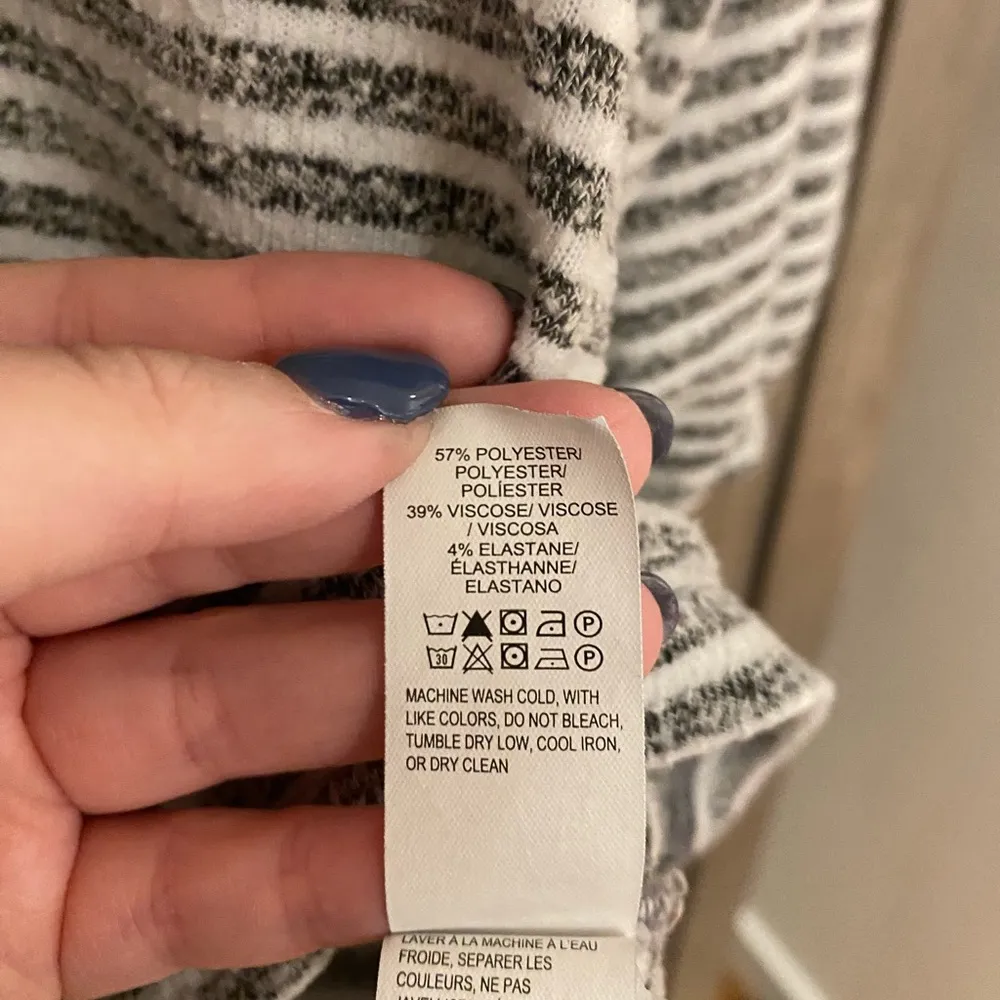 57% POLYESTER/
POLYESTER/
POLÍESTER
39% VISCOSE/ VISCOSE
/ VISCOSA
4% ELASTANE/
ÉLASTHANNE/
ELASTANO
P
30 P
MACHINE WASH COLD, WITH
LIKE COLORS, DO NOT BLEACH,
TUMBLE DRY LOW, COOL IRON,
OR DRY CLEAN
LAVER À LA MACHINE À L'EAU
FROIDE, SEPARER LES
COULEURS, NE PAS